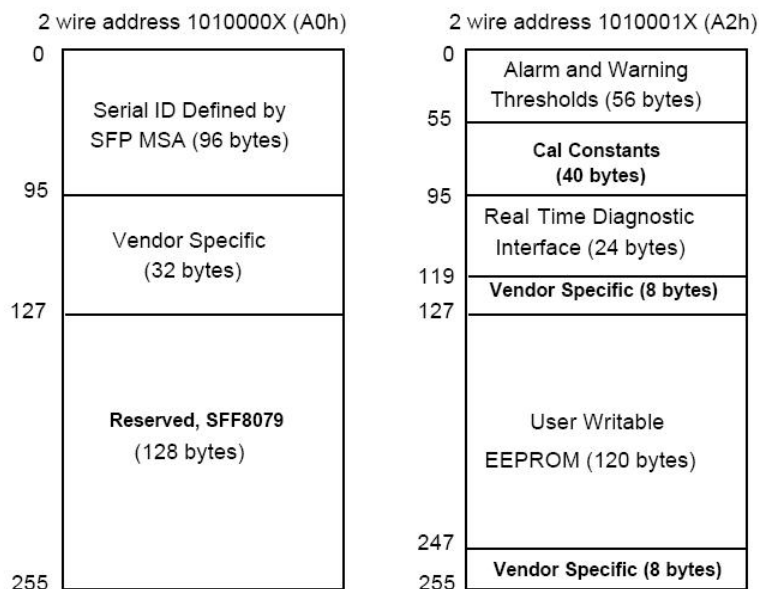 2 wire address 1010000X (A0h)
0
Serial ID Defined by
SFP MSA (96 bytes)
95
Vendor Specific
(32 bytes)
127
Reserved, SFF8079
(128 bytes)
255
2 wire address 1010001X (A2h)
0
Alarm and Warning
Thresholds (56 bytes)
55
Cal Constants
(40 bytes)
95
Real Time Diagnostic
Interface (24 bytes)
119
Vendor Specific (8 bytes)
127
User Writable
EEPROM (120 bytes)
247
Vendor Specific (8 bytes)
255